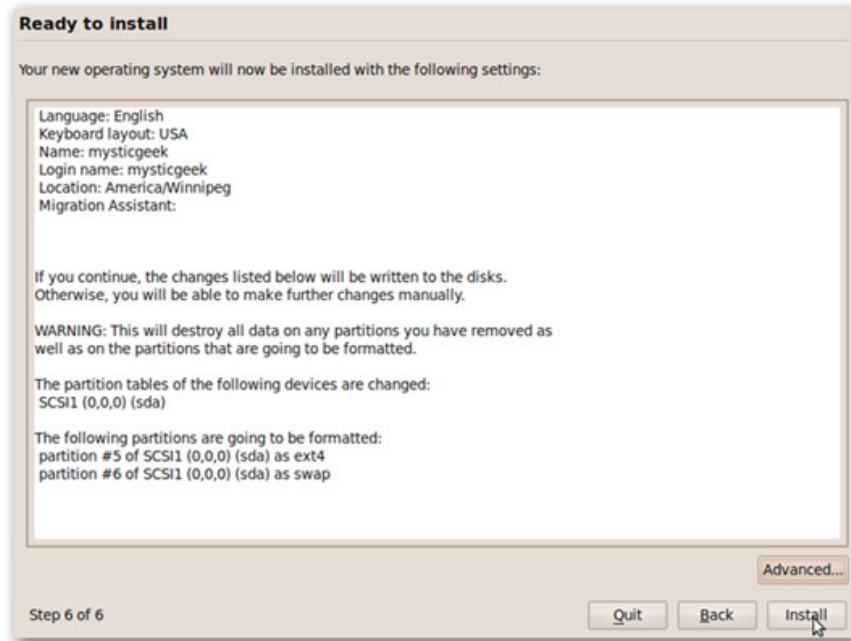 Ready to install
Your new operating system will now be installed with the following settings:
Language: English
Keyboard layout: USA
Name: mysticgeek
Login name: mysticgeek
Location: America/Winnipeg
Migration Assistant:
If you continue, the changes listed below will be written to the disks.
Otherwise, you will be able to make further changes manually.
WARNING: This will destroy all data on any partitions you have removed as
well as on the partitions that are going to be formatted.
The partition tables of the following devices are changed:
SCSI1 (0,0,0) (sda)
The following partitions are going to be formatted:
partition #5 of SCSI1 (0,0,0) (sda) as ext4
partition #6 of SCSI1 (0,0,0) (sda) as swap
Advanced...
Step 6 of 6 Quit Back Install